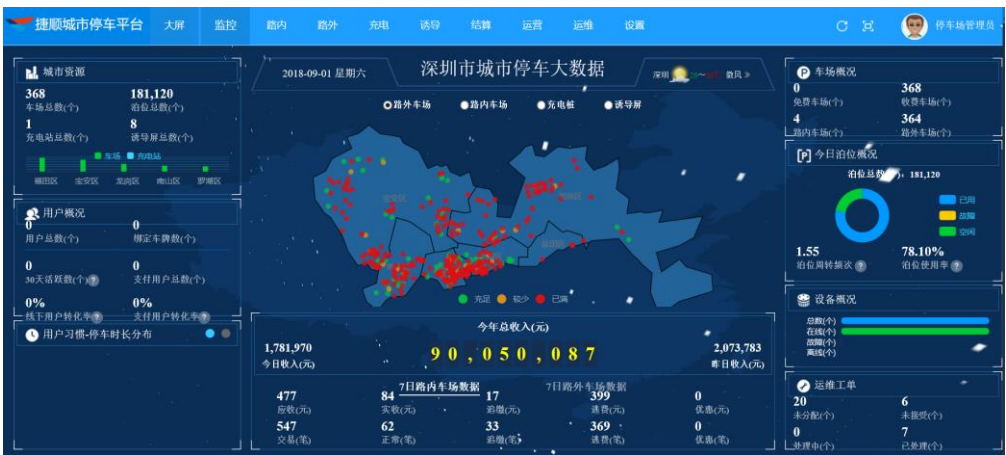 捷顺城市停车平台 大屏 监控 路内 路外 充电 诱导 结算 运营 运维 设置 停车场管理员
城市资源
368 181,120
车场总数(个) 泊位总数(个)
1 8
充电站总数(个) 诱导屏总数(个)
车场 充电站
福田区 宝安区 龙岗区 南山区 罗湖区
用户概况
0 0
用户总数(个) 绑定车牌数(个)
0 0
30天活跃数(个) 支付用户总数(个)
0% 0%
线下用户转化率 支付用户转化率
用户习惯-停车时长分布
2018-09-01 星期六
深圳市城市停车大数据
深圳 微风 »
路外车场 路内车场 充电桩 诱导屏
宝安区
充足 较少 已满
今年总收入(元)
1,781,970
今日收入(元)
90,050,087
2,073,783
昨日收入(元)
7日路内车场数据 7日路外车场数据
477 84 17 399 0
应收(元) 实收(元) 追缴(元) 退费(元) 优惠(元)
547 62 33 369 0
交易(笔) 正常(笔) 追缴(笔) 退费(笔) 优惠(笔)
车场概况
0 368
免费车场(个) 收费车场(个)
4 364
路内车场(个) 路外车场(个)
今日泊位概况
泊位总数 181,120
已用
故障
空闲
1.55 78.10%
泊位周转频次 泊位使用率
设备概况
总数(个)
在线(个)
故障(个)
离线(个)
运维工单
20 6
未分配(个) 未接受(个)
0 7
处理中(个) 已处理(个)